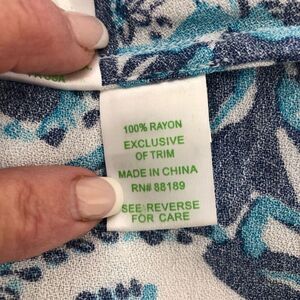 100% RAYON
EXCLUSIVE
OF TRIM
MADE IN CHINA
RN# 88189
SEE REVERSE
FOR CARE